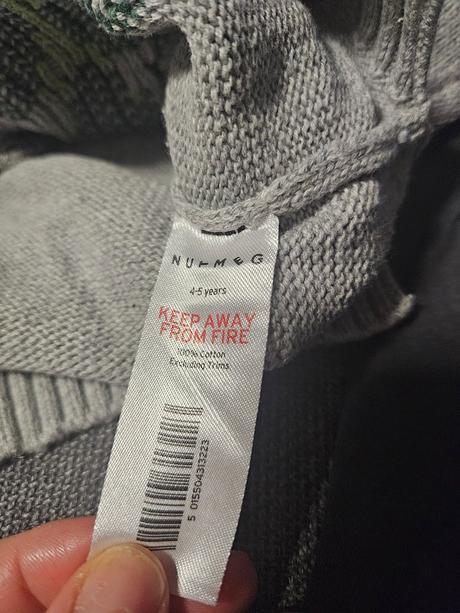 NUTMEG
4-5 years
KEEP AWAY
FROM FIRE
100% Cotton
Excluding Trims
5 015504313223